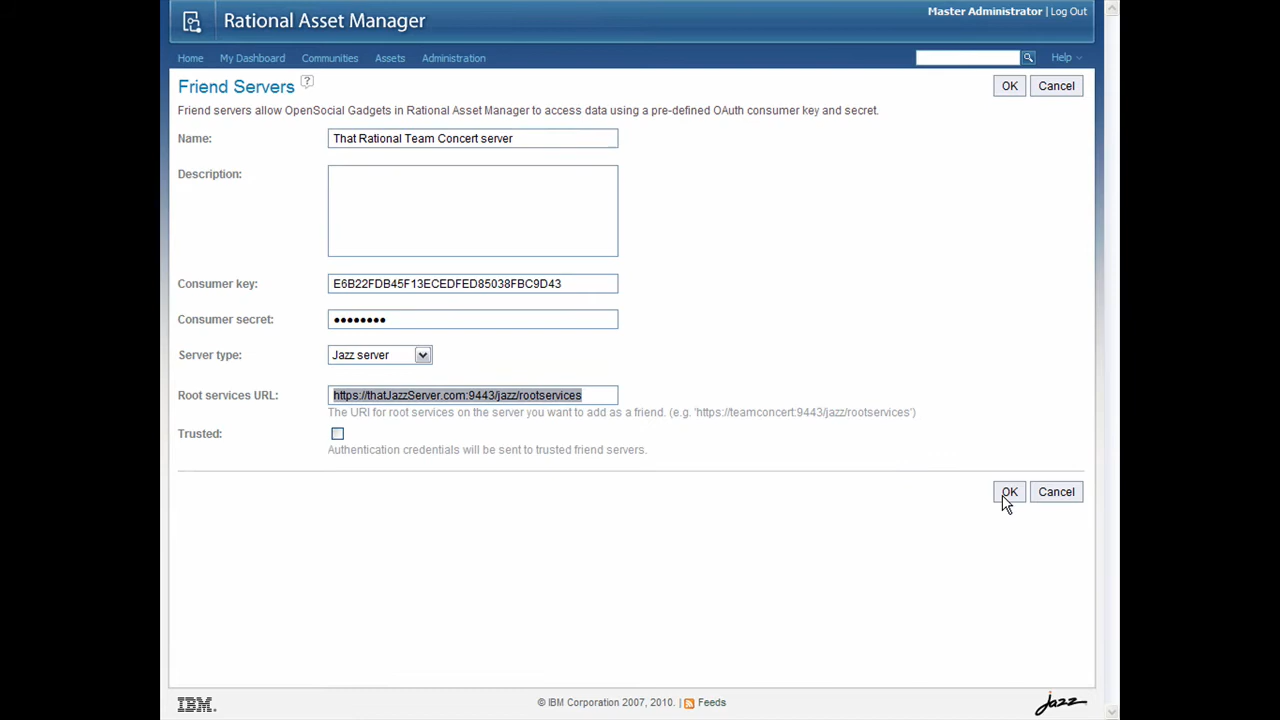 Rational Asset Manager
Master Administrator | Log Out
Home My Dashboard Communities Assets Administration
Help
Friend Servers ?
OK Cancel
Friend servers allow OpenSocial Gadgets in Rational Asset Manager to access data using a pre-defined OAuth consumer key and secret.
Name: That Rational Team Concert server
Description:
Consumer key: E6B22FDB45F13ECEDFED85038FBC9D43
Consumer secret: ●●●●●●●●
Server type: Jazz server
Root services URL: https://thatJazzServer.com:9443/jazz/rootservices
The URI for root services on the server you want to add as a friend. (e.g. 'https://teamconcert:9443/jazz/rootservices')
Trusted:
Authentication credentials will be sent to trusted friend servers.
OK Cancel
IBM. © IBM Corporation 2007, 2010. | Feeds Jazz